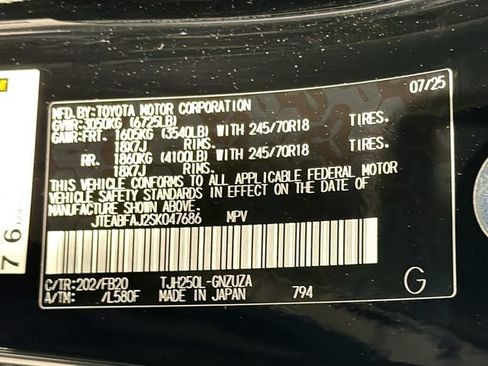 07/25
MFD.BY:TOYOTA MOTOR CORPORATION
GVWR:3050KG (6725LB)
GAWR:FRT. 1605KG (3540LB) WITH 245/70R18 TIRES.
18X7J RIMS.
RR. 1860KG (4100LB) WITH 245/70R18 TIRES.
18X7J RIMS.
THIS VEHICLE CONFORMS TO ALL APPLICABLE FEDERAL MOTOR
VEHICLE SAFETY STANDARDS IN EFFECT ON THE DATE OF
MANUFACTURE SHOWN ABOVE.
JTEABFAJ2SK047686 MPV
C/TR:202/FB20 TJH250L-GNZUZA
A/TM: /L580F MADE IN JAPAN 794
G
76